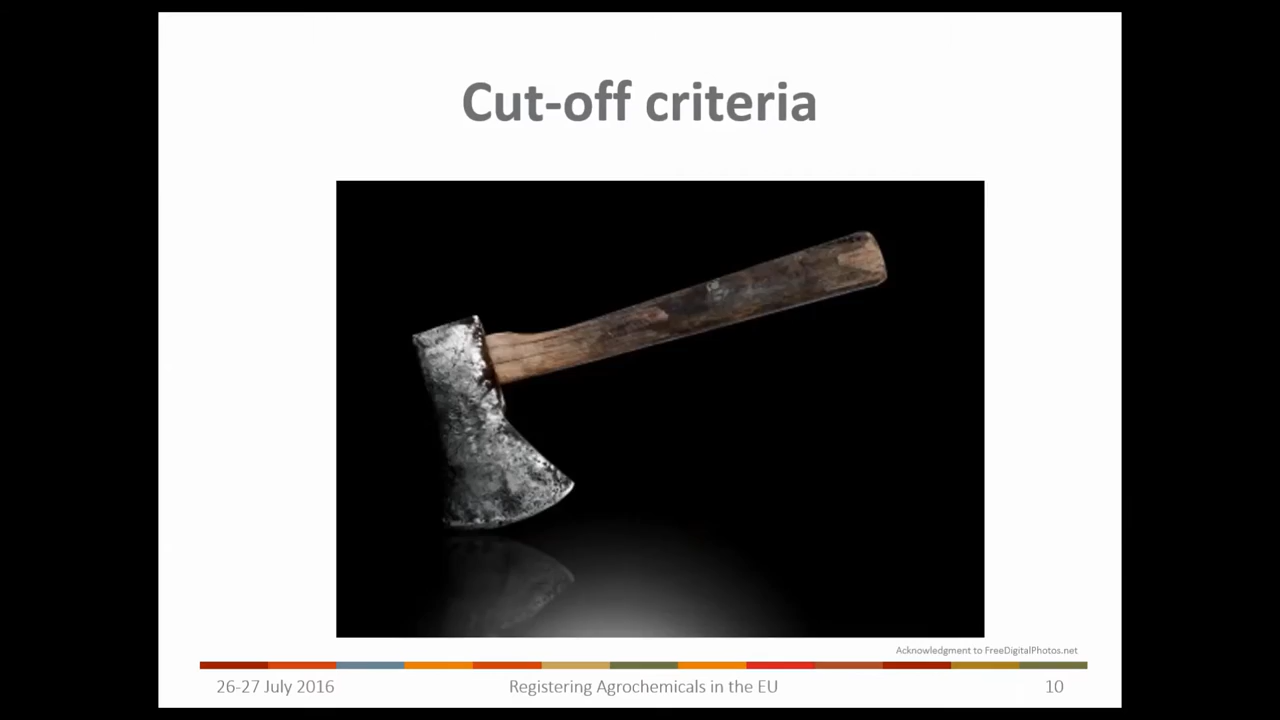 Cut-off criteria
Acknowledgment to FreeDigitalPhotos.net
26-27 July 2016
Registering Agrochemicals in the EU
10